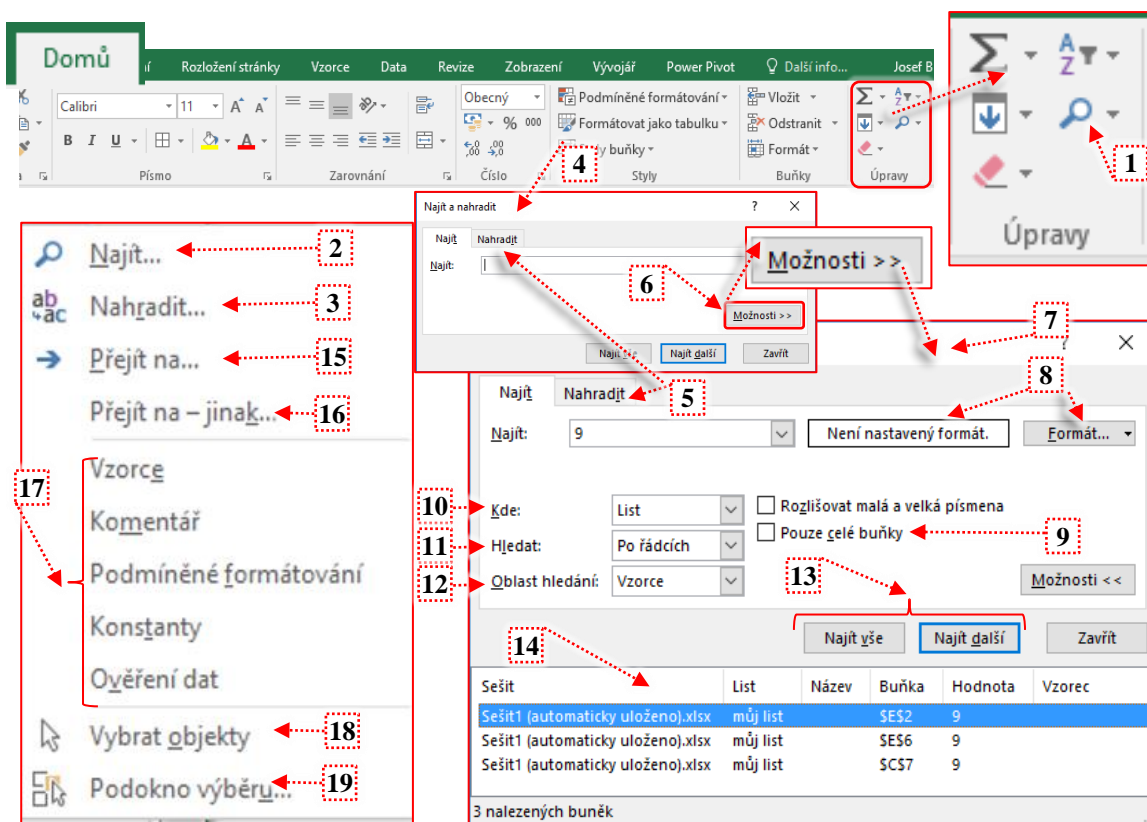 Domů
Rozložení stránky Vzorce Data Revize Zobrazení Vývojář Power Pivot Další info... Josef B
Calibri 11 A A Obecný Podmíněné formátování Vložit
B I U A % 000 Formátovat jako tabulku Odstranit
,00 ,0 buňky Formát
Písmo Zarovnání Číslo Styly Buňky Úpravy
Σ A Z
1
Úpravy
4
Najít a nahradit ? ×
Najít Nahradit
Najít:
6
Možnosti >>
Možnosti >>
Najít další Zavřít
5
2
Najít...
3
Nahradit...
15
Přejít na...
16
Přejít na – jinak...
17
Vzorce
Komentář
Podmíněné formátování
Konstanty
Ověření dat
18
Vybrat objekty
19
Podokno výběru...
7
? ×
8
Najít Nahradit
Najít: 9 Není nastavený formát. Formát...
10
Kde: List Rozlišovat malá a velká písmena
11
Hledat: Po řádcích Pouze celé buňky
9
12
Oblast hledání: Vzorce
13
Možnosti <<
Najít vše Najít další Zavřít
14
Sešit List Název Buňka Hodnota Vzorec
Sešit1 (automaticky uloženo).xlsx můj list $E$2 9
Sešit1 (automaticky uloženo).xlsx můj list $E$6 9
Sešit1 (automaticky uloženo).xlsx můj list $C$7 9
3 nalezených buněk